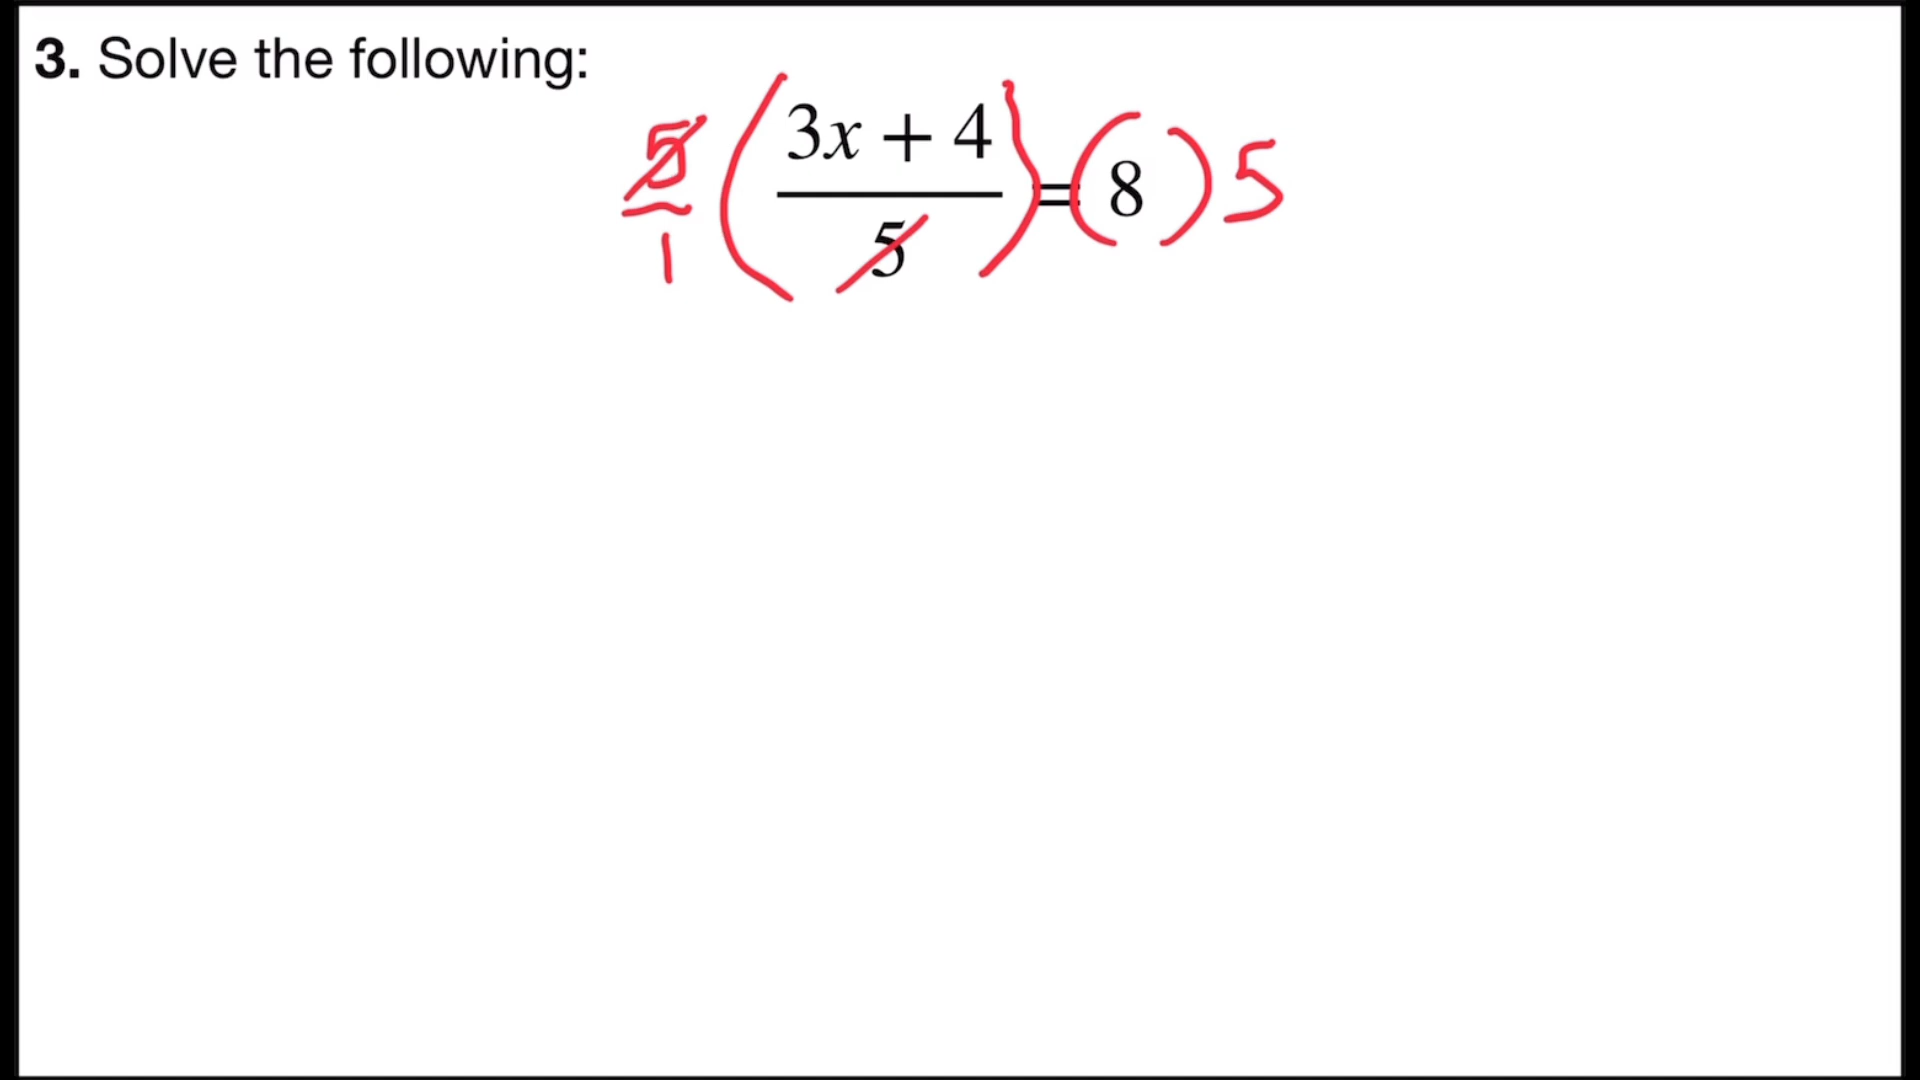 3. Solve the following:
5/1 ( (3x + 4)/5 ) = ( 8 ) 5